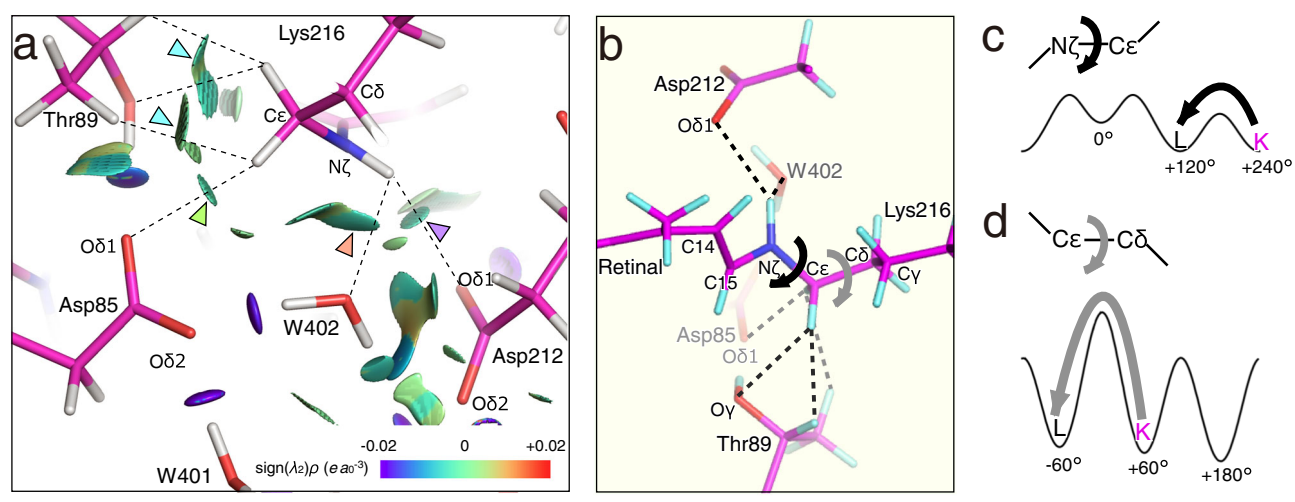 a
Lys216
Cδ
Thr89
Cε
Nζ
Oδ1
Oδ1
Asp85
W402
Asp212
Oδ2
Oδ2
-0.02 0 +0.02
sign(λ₂)ρ (e a₀⁻³)
W401
b
Asp212
Oδ1
W402
Lys216
C14
Retinal
Nζ
Cε
Cδ
Cγ
C15
Asp85
Oδ1
Oγ
Thr89
c
Nζ Cε
0°
L
K
+120°
+240°
d
Cε Cδ
L
K
-60°
+60°
+180°